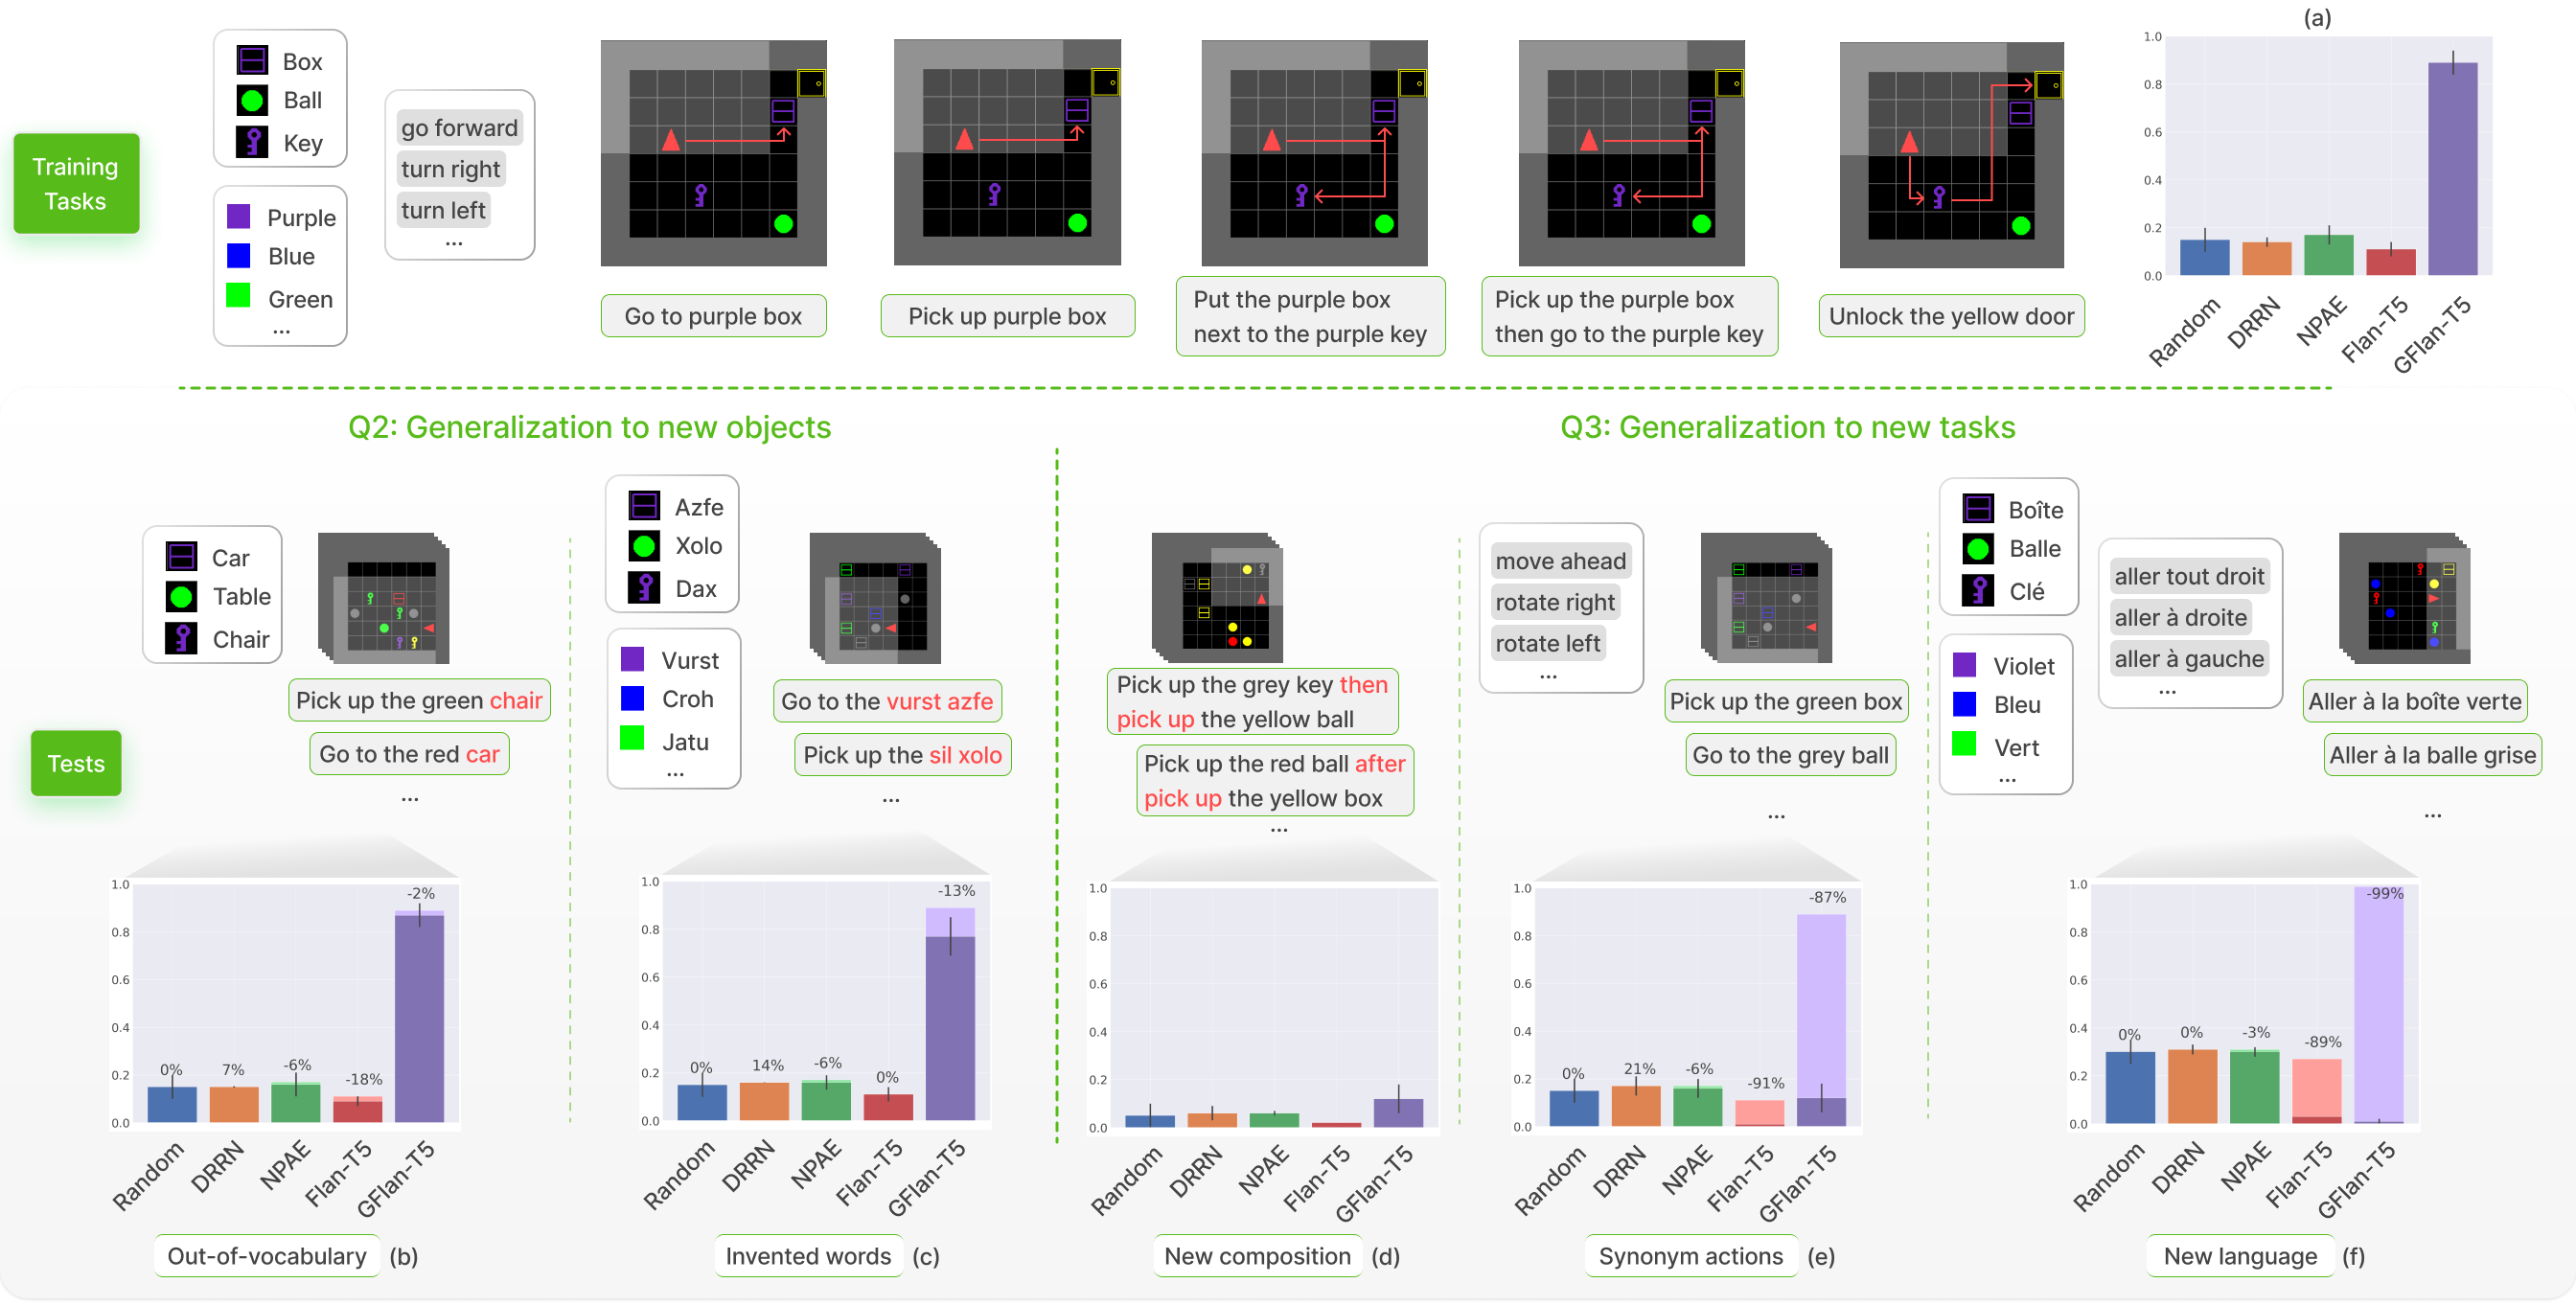 Training
Tasks
Box
Ball
Key
Purple
Blue
Green
...
go forward
turn right
turn left
...
Go to purple box
Pick up purple box
Put the purple box
next to the purple key
Pick up the purple box
then go to the purple key
Unlock the yellow door
(a)
1.0
0.8
0.6
0.4
0.2
0.0
Random
DRRN
NPAE
Flan-T5
GFlan-T5
Q2: Generalization to new objects
Q3: Generalization to new tasks
Tests
Car
Table
Chair
Pick up the green chair
Go to the red car
...
1.0
0.8
0.6
0.4
0.2
0.0
0%
7%
-6%
-18%
-2%
Random
DRRN
NPAE
Flan-T5
GFlan-T5
Out-of-vocabulary (b)
Azfe
Xolo
Dax
Vurst
Croh
Jatu
...
Go to the vurst azfe
Pick up the sil xolo
...
1.0
0.8
0.6
0.4
0.2
0.0
0%
14%
-6%
0%
-13%
Random
DRRN
NPAE
Flan-T5
GFlan-T5
Invented words (c)
Pick up the grey key then
pick up the yellow ball
Pick up the red ball after
pick up the yellow box
...
1.0
0.8
0.6
0.4
0.2
0.0
Random
DRRN
NPAE
Flan-T5
GFlan-T5
New composition (d)
move ahead
rotate right
rotate left
...
Pick up the green box
Go to the grey ball
...
1.0
0.8
0.6
0.4
0.2
0.0
0%
21%
-6%
-91%
-87%
Random
DRRN
NPAE
Flan-T5
GFlan-T5
Synonym actions (e)
Boîte
Balle
Clé
Violet
Bleu
Vert
...
aller tout droit
aller à droite
aller à gauche
...
Aller à la boîte verte
Aller à la balle grise
...
1.0
0.8
0.6
0.4
0.2
0.0
0%
0%
-3%
-89%
-99%
Random
DRRN
NPAE
Flan-T5
GFlan-T5
New language (f)